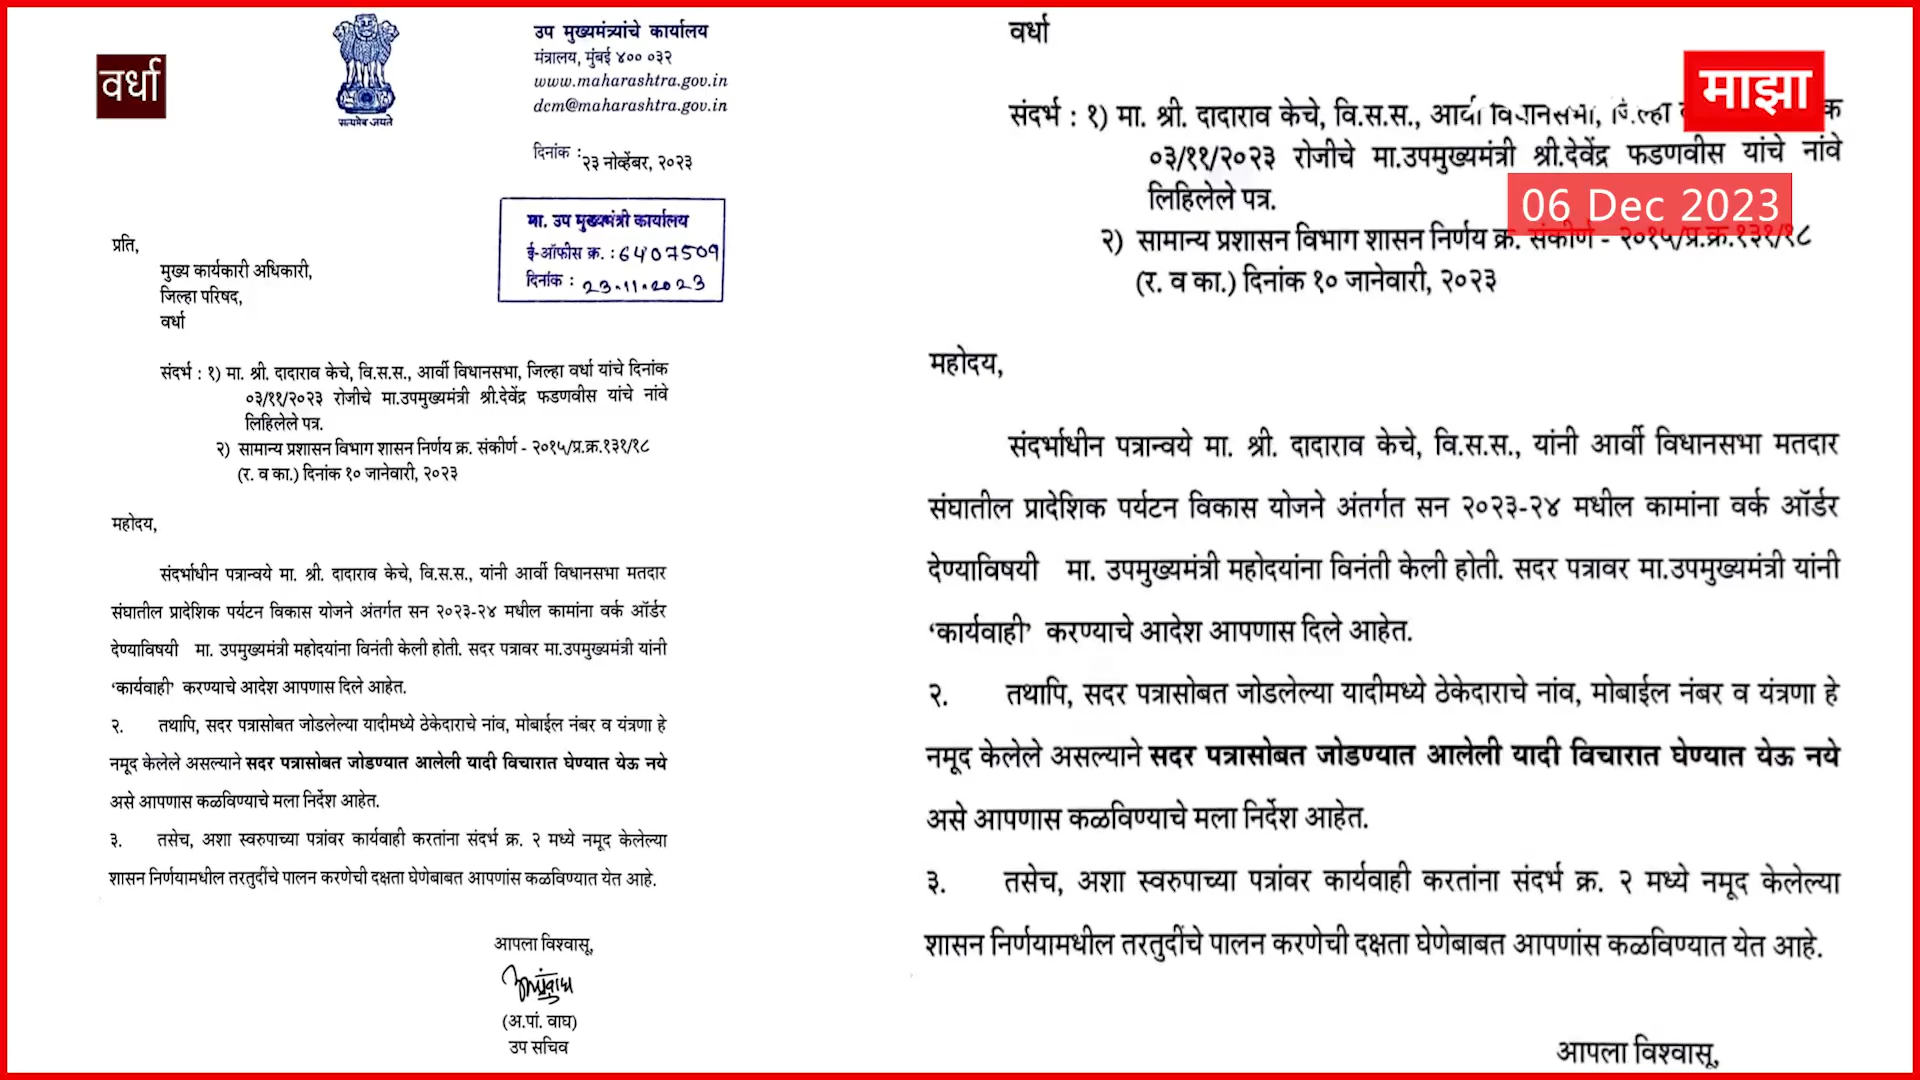 वर्धा
सत्यमेव जयते
उप मुख्यमंत्र्यांचे कार्यालय
मंत्रालय, मुंबई ४०० ०३२
www.maharashtra.gov.in
dcm@maharashtra.gov.in
दिनांक :२३ नोव्हेंबर, २०२३
मा. उप मुख्यमंत्री कार्यालय
ई-ऑफीस क्र. : 6407509
दिनांक : 23.11.2023
प्रति,
मुख्य कार्यकारी अधिकारी,
जिल्हा परिषद,
वर्धा
संदर्भ : १) मा. श्री. दादाराव केचे, वि.स.स., आर्वी विधानसभा, जिल्हा वर्धा यांचे दिनांक
०३/११/२०२३ रोजीचे मा.उपमुख्यमंत्री श्री.देवेंद्र फडणवीस यांचे नांवे
लिहिलेले पत्र.
२) सामान्य प्रशासन विभाग शासन निर्णय क्र. संकीर्ण - २०१५/प्र.क्र.१३१/१८
(र. व का.) दिनांक १० जानेवारी, २०२३
महोदय,
संदर्भाधीन पत्रान्वये मा. श्री. दादाराव केचे, वि.स.स., यांनी आर्वी विधानसभा मतदार
संघातील प्रादेशिक पर्यटन विकास योजने अंतर्गत सन २०२३-२४ मधील कामांना वर्क ऑर्डर
देण्याविषयी मा. उपमुख्यमंत्री महोदयांना विनंती केली होती. सदर पत्रावर मा.उपमुख्यमंत्री यांनी
‘कार्यवाही’ करण्याचे आदेश आपणास दिले आहेत.
२. तथापि, सदर पत्रासोबत जोडलेल्या यादीमध्ये ठेकेदाराचे नांव, मोबाईल नंबर व यंत्रणा हे
नमूद केलेले असल्याने सदर पत्रासोबत जोडण्यात आलेली यादी विचारात घेण्यात येऊ नये
असे आपणास कळविण्याचे मला निर्देश आहेत.
३. तसेच, अशा स्वरुपाच्या पत्रांवर कार्यवाही करतांना संदर्भ क्र. २ मध्ये नमूद केलेल्या
शासन निर्णयामधील तरतुदींचे पालन करणेची दक्षता घेणेबाबत आपणांस कळविण्यात येत आहे.
आपला विश्वासू,
(अ.पां. वाघ)
उप सचिव
वर्धा
माझा
06 Dec 2023
संदर्भ : १) मा. श्री. दादाराव केचे, वि.स.स., आर्वी विधानसभा, जिल्हा
०३/११/२०२३ रोजीचे मा.उपमुख्यमंत्री श्री.देवेंद्र फडणवीस यांचे नांवे
लिहिलेले पत्र.
२) सामान्य प्रशासन विभाग शासन निर्णय क्र. संकीर्ण - २०१५/प्र.क्र.१३१/१८
(र. व का.) दिनांक १० जानेवारी, २०२३
महोदय,
संदर्भाधीन पत्रान्वये मा. श्री. दादाराव केचे, वि.स.स., यांनी आर्वी विधानसभा मतदार
संघातील प्रादेशिक पर्यटन विकास योजने अंतर्गत सन २०२३-२४ मधील कामांना वर्क ऑर्डर
देण्याविषयी मा. उपमुख्यमंत्री महोदयांना विनंती केली होती. सदर पत्रावर मा.उपमुख्यमंत्री यांनी
‘कार्यवाही’ करण्याचे आदेश आपणास दिले आहेत.
२. तथापि, सदर पत्रासोबत जोडलेल्या यादीमध्ये ठेकेदाराचे नांव, मोबाईल नंबर व यंत्रणा हे
नमूद केलेले असल्याने सदर पत्रासोबत जोडण्यात आलेली यादी विचारात घेण्यात येऊ नये
असे आपणास कळविण्याचे मला निर्देश आहेत.
३. तसेच, अशा स्वरुपाच्या पत्रांवर कार्यवाही करतांना संदर्भ क्र. २ मध्ये नमूद केलेल्या
शासन निर्णयामधील तरतुदींचे पालन करणेची दक्षता घेणेबाबत आपणांस कळविण्यात येत आहे.
आपला विश्वासू,